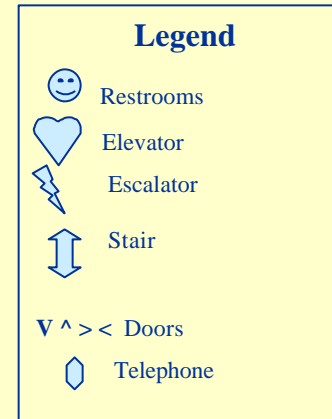 Legend
Restrooms
Elevator
Escalator
Stair
V ^ > < Doors
Telephone